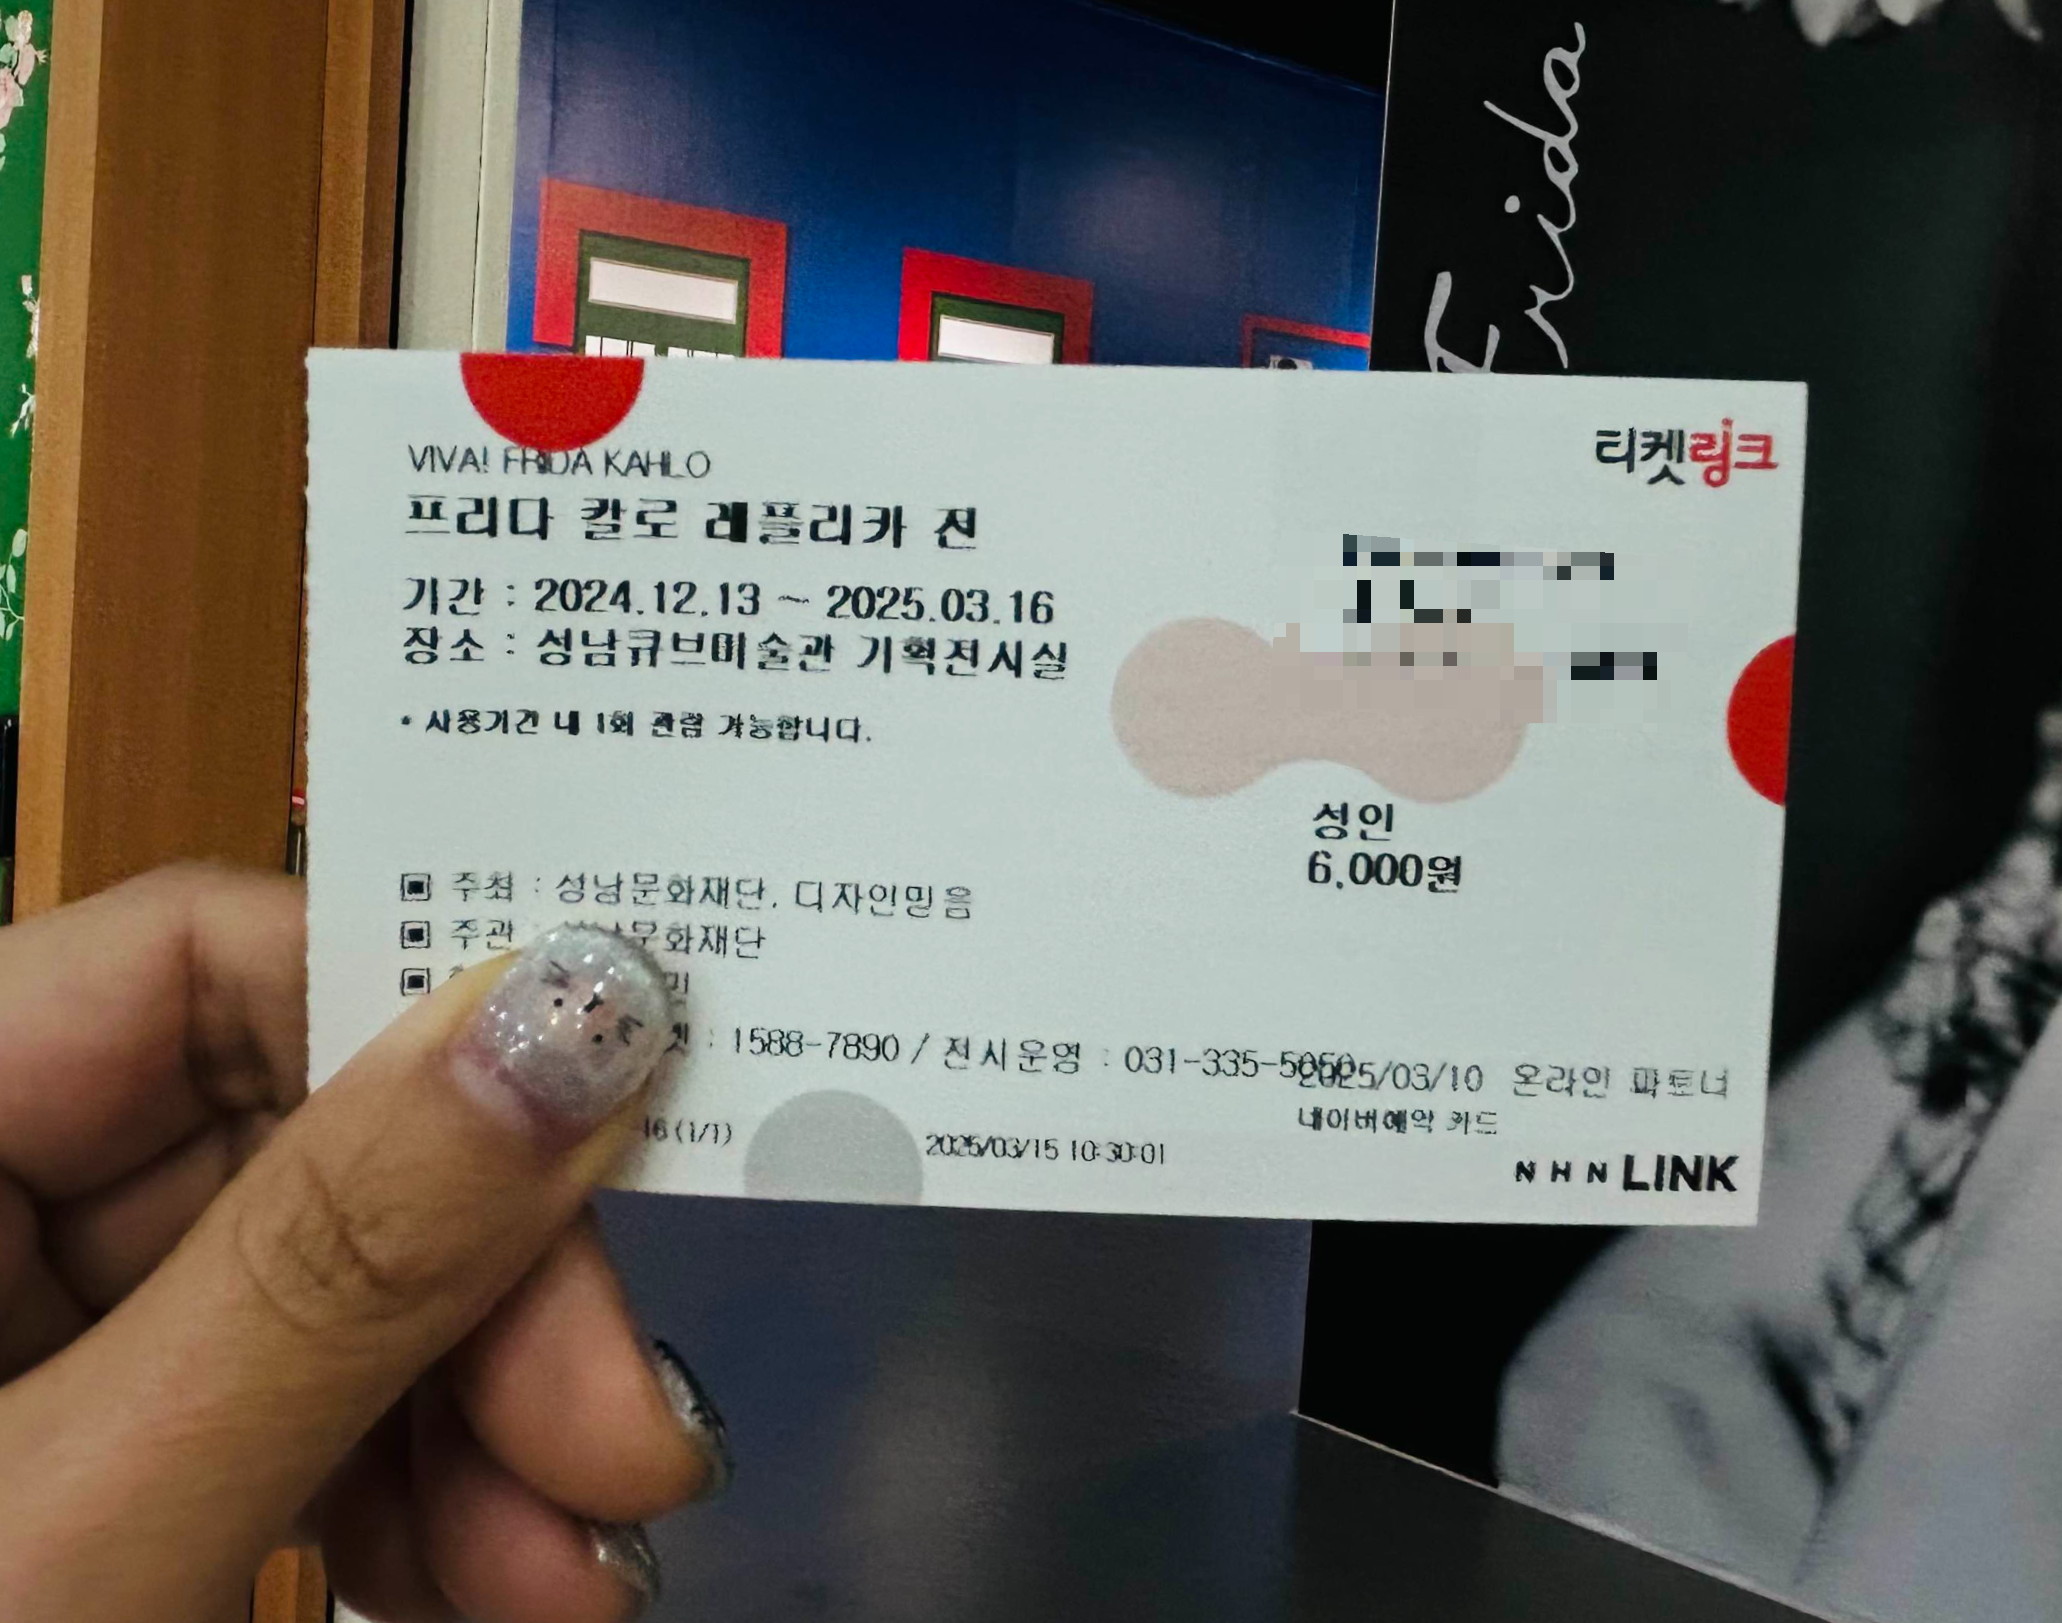 Frida
티켓링크
VIVA! FRIDA KAHLO
프리다 칼로 레플리카 전
기간 : 2024.12.13 ~ 2025.03.16
장소 : 성남큐브미술관 기획전시실
* 사용기간 내 1회 관람 가능합니다.
성인
6,000원
▣ 주최 : 성남문화재단, 디자인믿음
▣ 주관 : 성남문화재단
▣
: 1588-7890 / 전시운영 : 031-335-5050
2025/03/10 온라인 파트너
네이버예약 카드
16 (1/1)
2025/03/15 10:30:01
NHN LINK